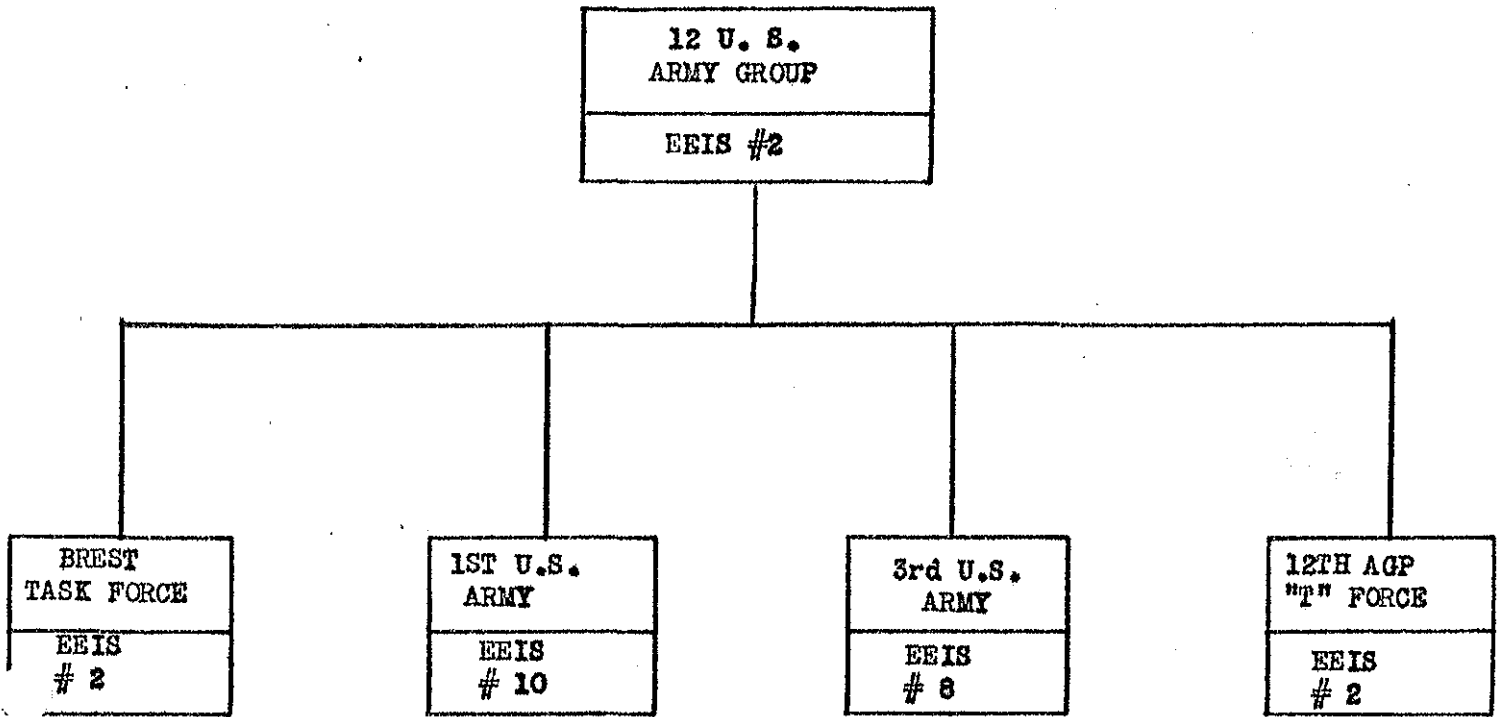 12 U. S.
ARMY GROUP
EEIS #2
BREST
TASK FORCE
EEIS
# 2
1ST U.S.
ARMY
EEIS
# 10
3rd U.S.
ARMY
EEIS
# 8
12TH AGP
"T" FORCE
EEIS
# 2